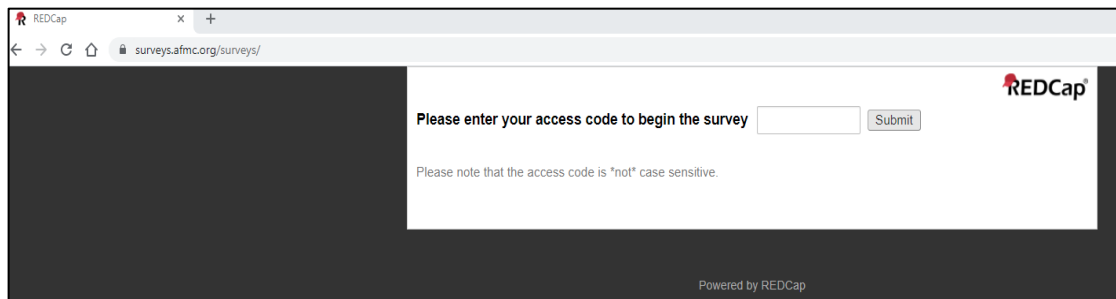 REDCap
surveys.afmc.org/surveys/
REDCap®
Please enter your access code to begin the survey Submit
Please note that the access code is *not* case sensitive.
Powered by REDCap